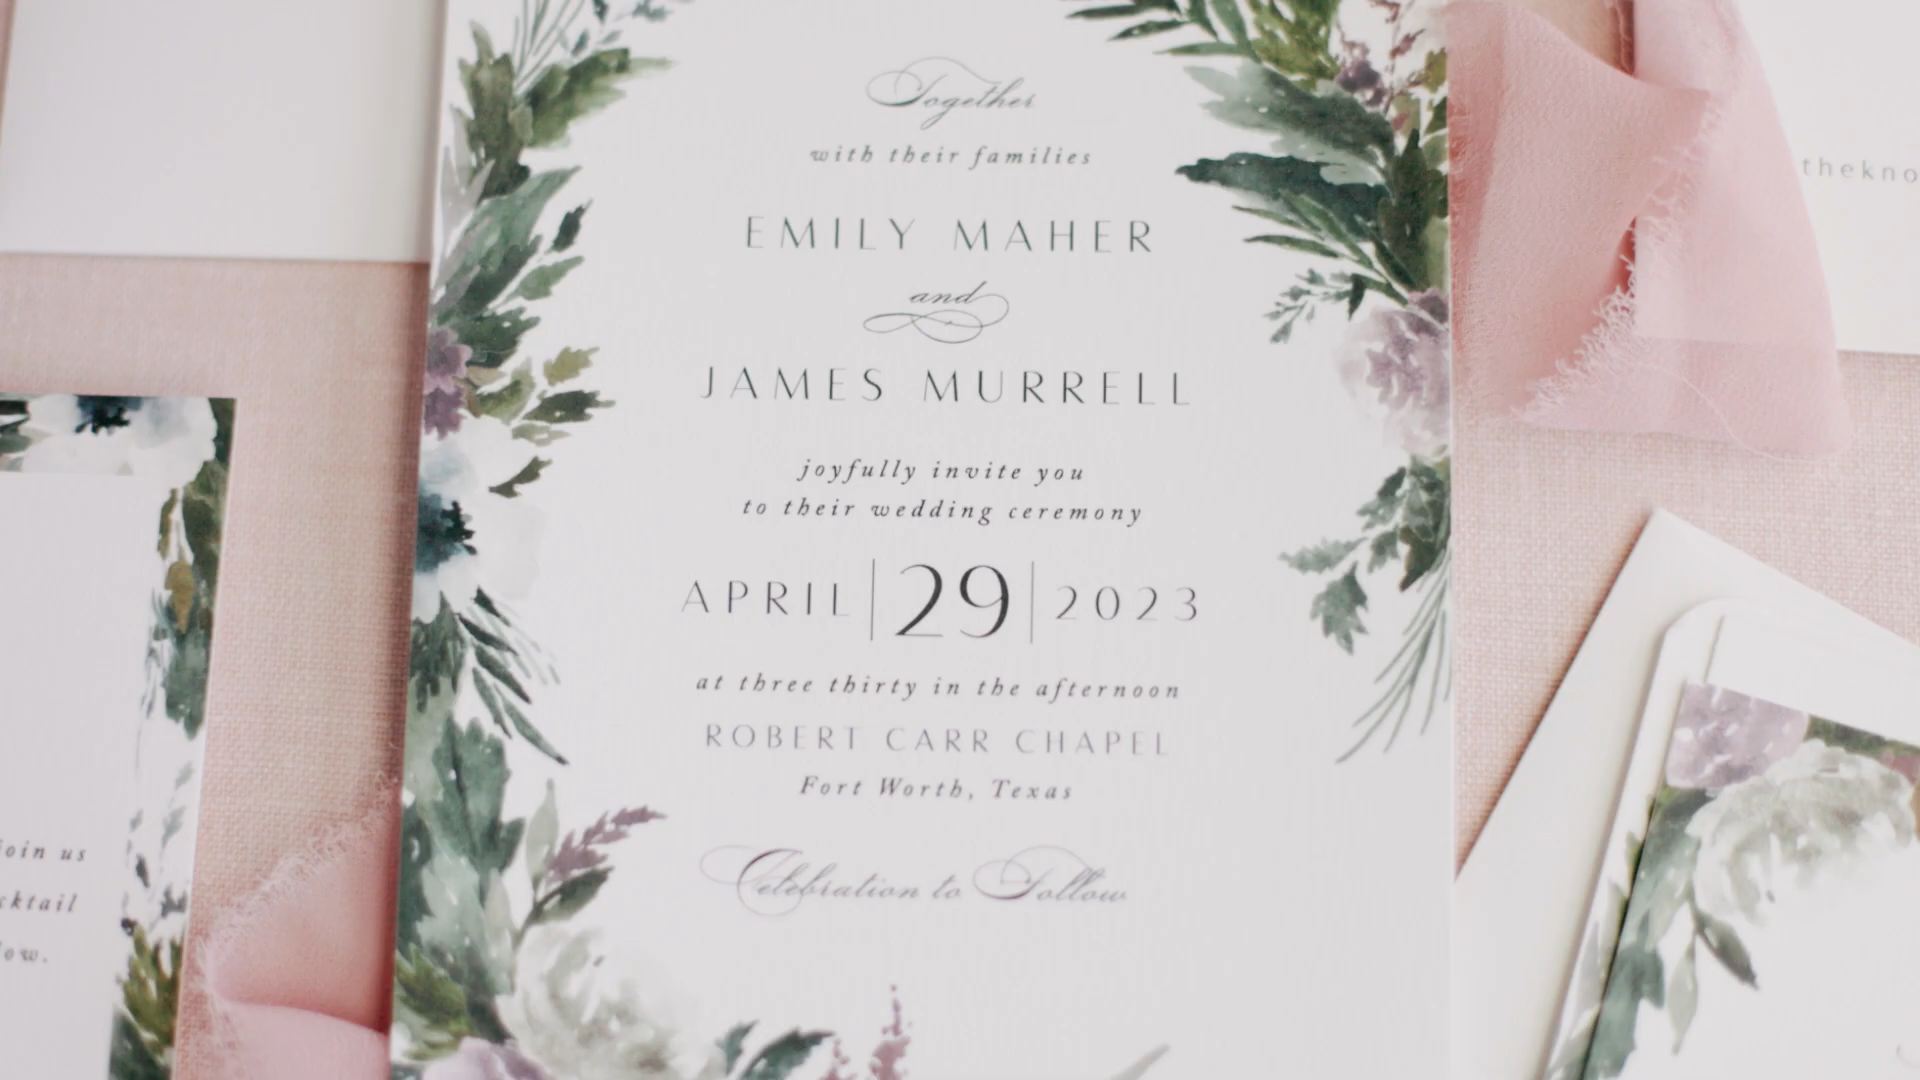 Together
with their families
EMILY MAHER
and
JAMES MURRELL
joyfully invite you
to their wedding ceremony
APRIL 29 2023
at three thirty in the afternoon
ROBERT CARR CHAPEL
Fort Worth, Texas
Celebration to Follow
join us
cktail
ow.
thekno